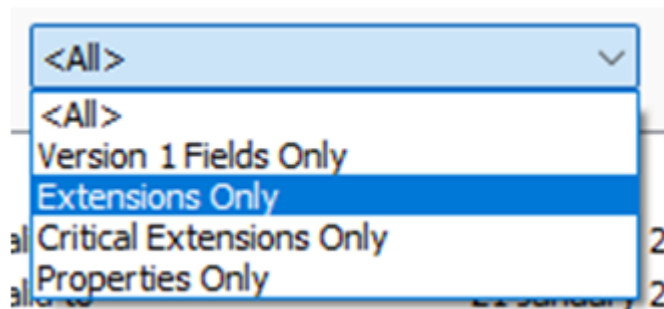 <All>
<All>
Version 1 Fields Only
Extensions Only
Critical Extensions Only
Properties Only